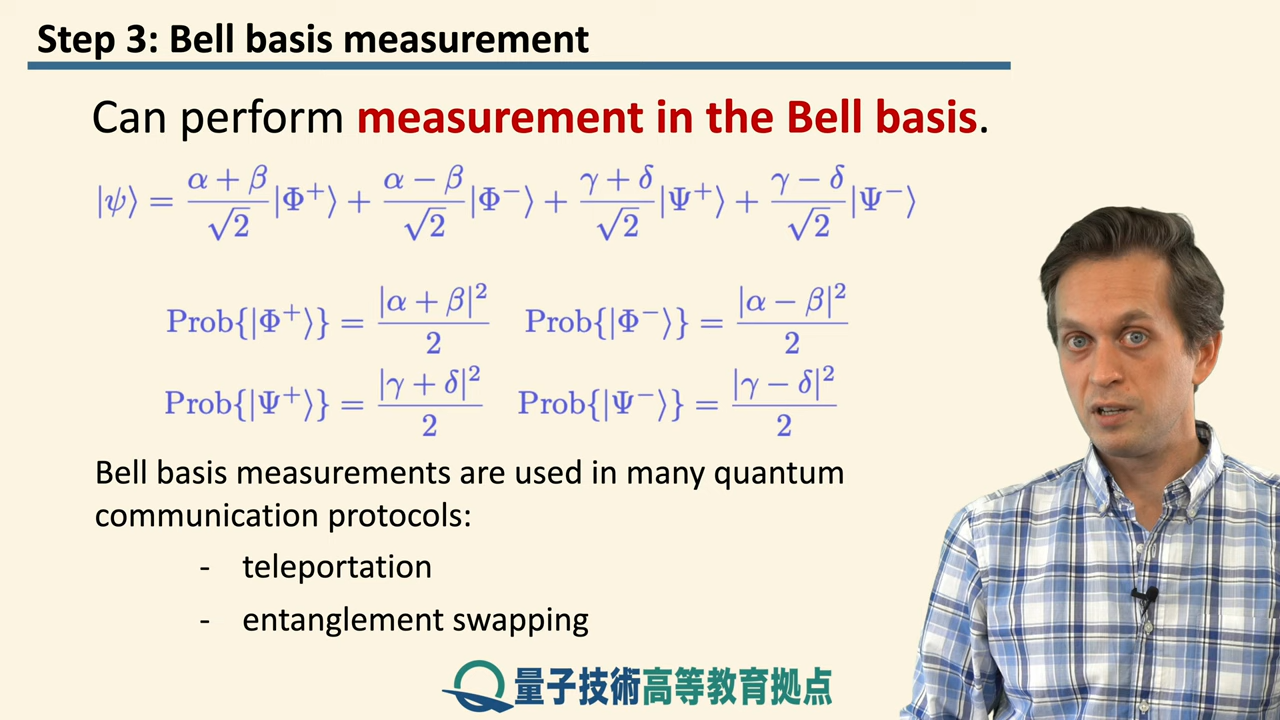 Step 3: Bell basis measurement
Can perform measurement in the Bell basis.
|ψ⟩ = (α + β)/√2 |Φ⁺⟩ + (α − β)/√2 |Φ⁻⟩ + (γ + δ)/√2 |Ψ⁺⟩ + (γ − δ)/√2 |Ψ⁻⟩
Prob{|Φ⁺⟩} = |α + β|²/2 Prob{|Φ⁻⟩} = |α − β|²/2
Prob{|Ψ⁺⟩} = |γ + δ|²/2 Prob{|Ψ⁻⟩} = |γ − δ|²/2
Bell basis measurements are used in many quantum
communication protocols:
- teleportation
- entanglement swapping
量子技術高等教育拠点